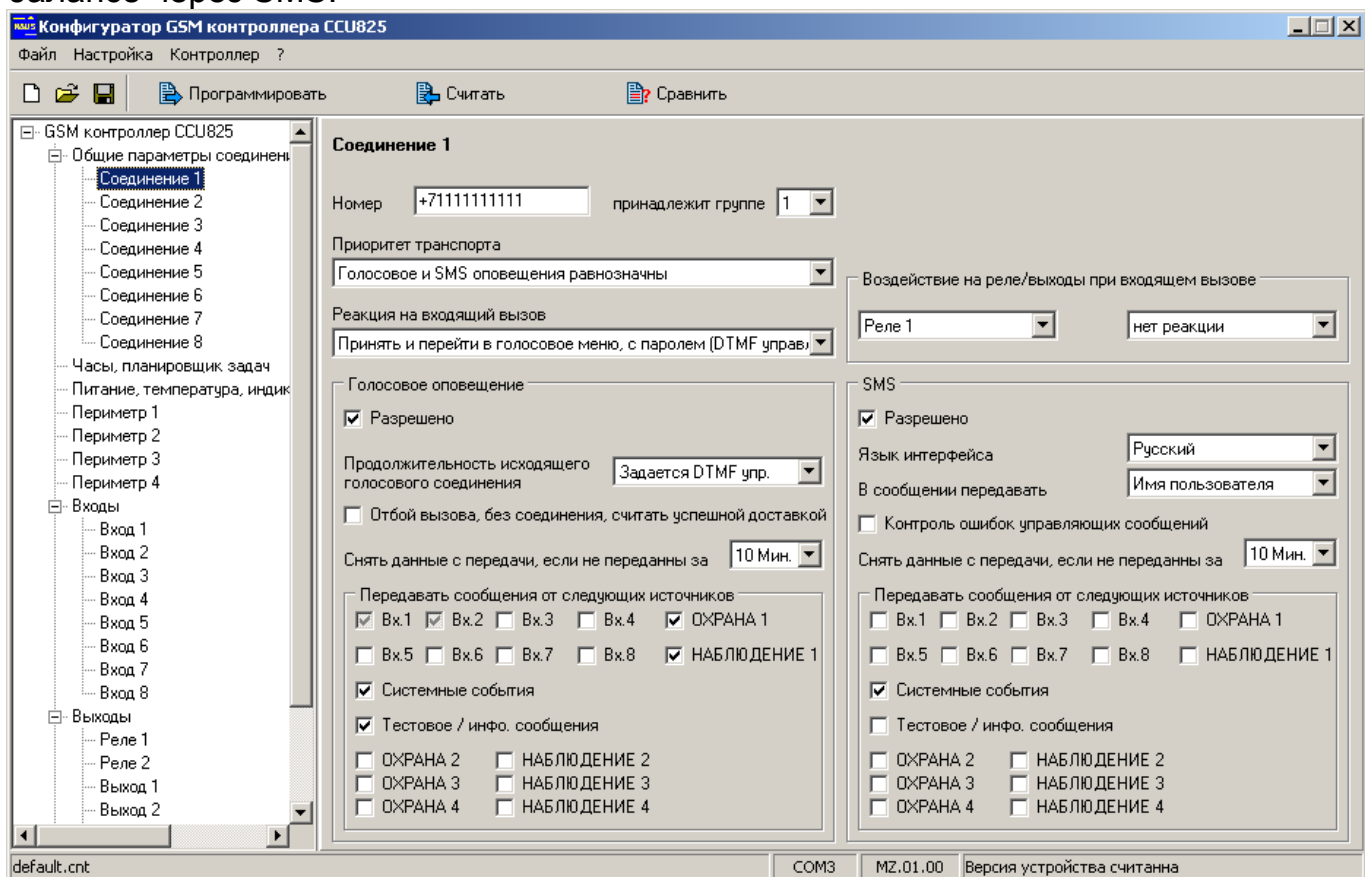 баланс через SMS.
Конфигуратор GSM контроллера CCU825
Файл Настройка Контроллер ?
Программировать Считать Сравнить
GSM контроллер CCU825
Общие параметры соединени
Соединение 1
Соединение 2
Соединение 3
Соединение 4
Соединение 5
Соединение 6
Соединение 7
Соединение 8
Часы, планировщик задач
Питание, температура, индик
Периметр 1
Периметр 2
Периметр 3
Периметр 4
Входы
Вход 1
Вход 2
Вход 3
Вход 4
Вход 5
Вход 6
Вход 7
Вход 8
Выходы
Реле 1
Реле 2
Выход 1
Выход 2
Соединение 1
Номер +71111111111 принадлежит группе 1
Приоритет транспорта
Голосовое и SMS оповещения равнозначны
Реакция на входящий вызов
Принять и перейти в голосовое меню, с паролем (DTMF управ
Воздействие на реле/выходы при входящем вызове
Реле 1 нет реакции
Голосовое оповещение
Разрешено
Продолжительность исходящего
голосового соединения
Задается DTMF упр.
Отбой вызова, без соединения, считать успешной доставкой
Снять данные с передачи, если не переданны за 10 Мин.
Передавать сообщения от следующих источников
Вх.1 Вх.2 Вх.3 Вх.4 ОХРАНА 1
Вх.5 Вх.6 Вх.7 Вх.8 НАБЛЮДЕНИЕ 1
Системные события
Тестовое / инфо. сообщения
ОХРАНА 2 НАБЛЮДЕНИЕ 2
ОХРАНА 3 НАБЛЮДЕНИЕ 3
ОХРАНА 4 НАБЛЮДЕНИЕ 4
SMS
Разрешено
Язык интерфейса Русский
В сообщении передавать Имя пользователя
Контроль ошибок управляющих сообщений
Снять данные с передачи, если не переданны за 10 Мин.
Передавать сообщения от следующих источников
Вх.1 Вх.2 Вх.3 Вх.4 ОХРАНА 1
Вх.5 Вх.6 Вх.7 Вх.8 НАБЛЮДЕНИЕ 1
Системные события
Тестовое / инфо. сообщения
ОХРАНА 2 НАБЛЮДЕНИЕ 2
ОХРАНА 3 НАБЛЮДЕНИЕ 3
ОХРАНА 4 НАБЛЮДЕНИЕ 4
default.cnt COM3 MZ.01.00 Версия устройства считанна